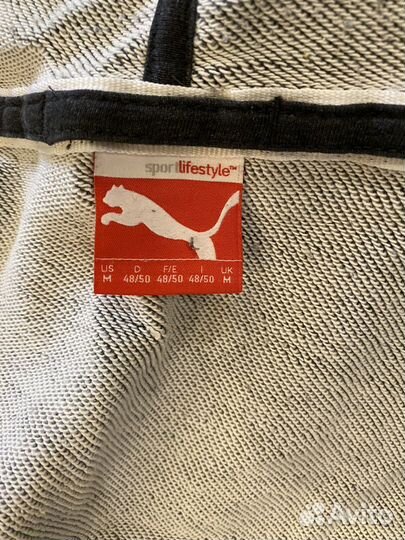 sportlifestyle™
US D F/E I UK
M 48/50 48/50 48/50 M
Avito